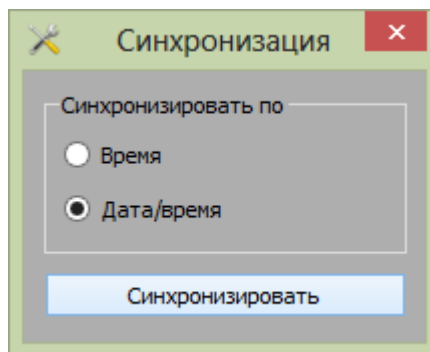 Синхронизация
Синхронизировать по
Время
Дата/время
Синхронизировать